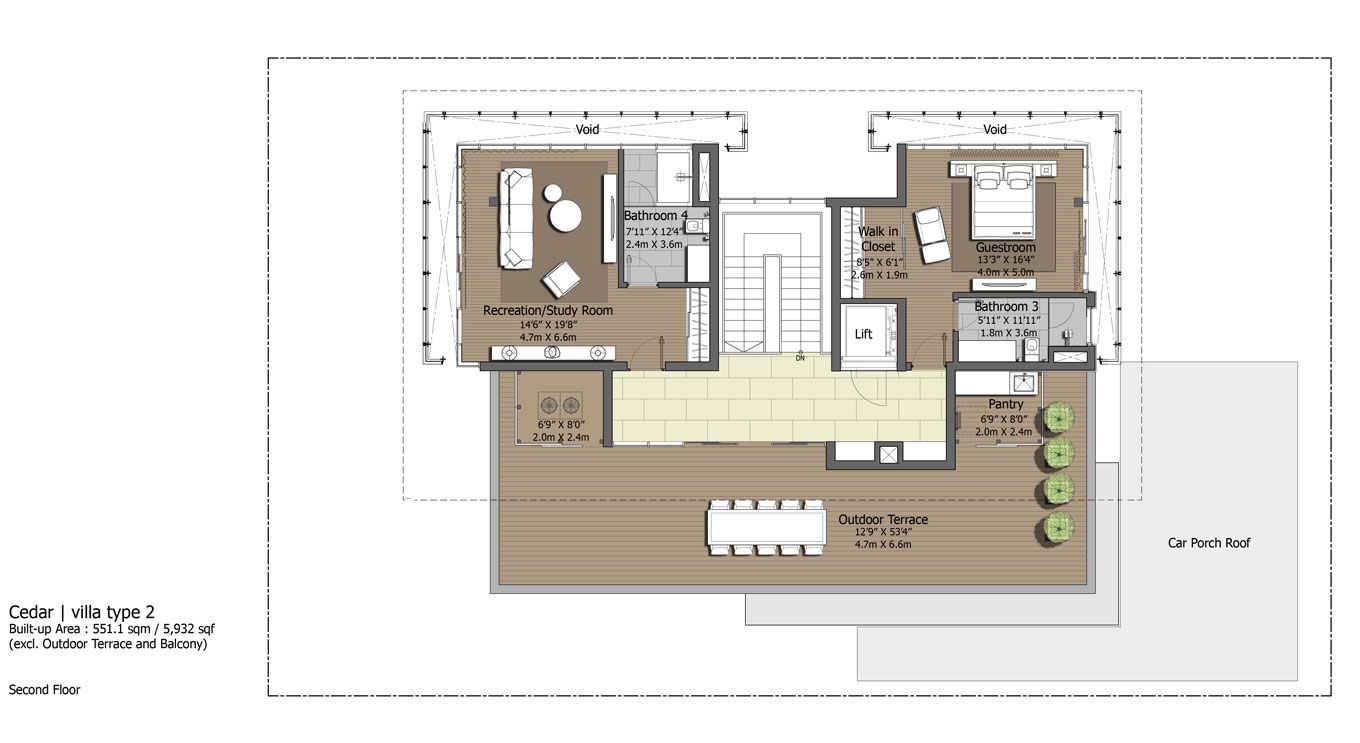 Void
Void
Bathroom 4
7'11" X 12'4"
2.4m X 3.6m
Walk in
Closet
8'5" X 6'1"
2.6m X 1.9m
Guestroom
13'3" X 16'4"
4.0m X 5.0m
Recreation/Study Room
14'6" X 19'8"
4.7m X 6.6m
Bathroom 3
5'11" X 11'11"
1.8m X 3.6m
Lift
DN
6'9" X 8'0"
2.0m X 2.4m
Pantry
6'9" X 8'0"
2.0m X 2.4m
Outdoor Terrace
12'9" X 53'4"
4.7m X 6.6m
Car Porch Roof
Cedar | villa type 2
Built-up Area : 551.1 sqm / 5,932 sqf
(excl. Outdoor Terrace and Balcony)
Second Floor